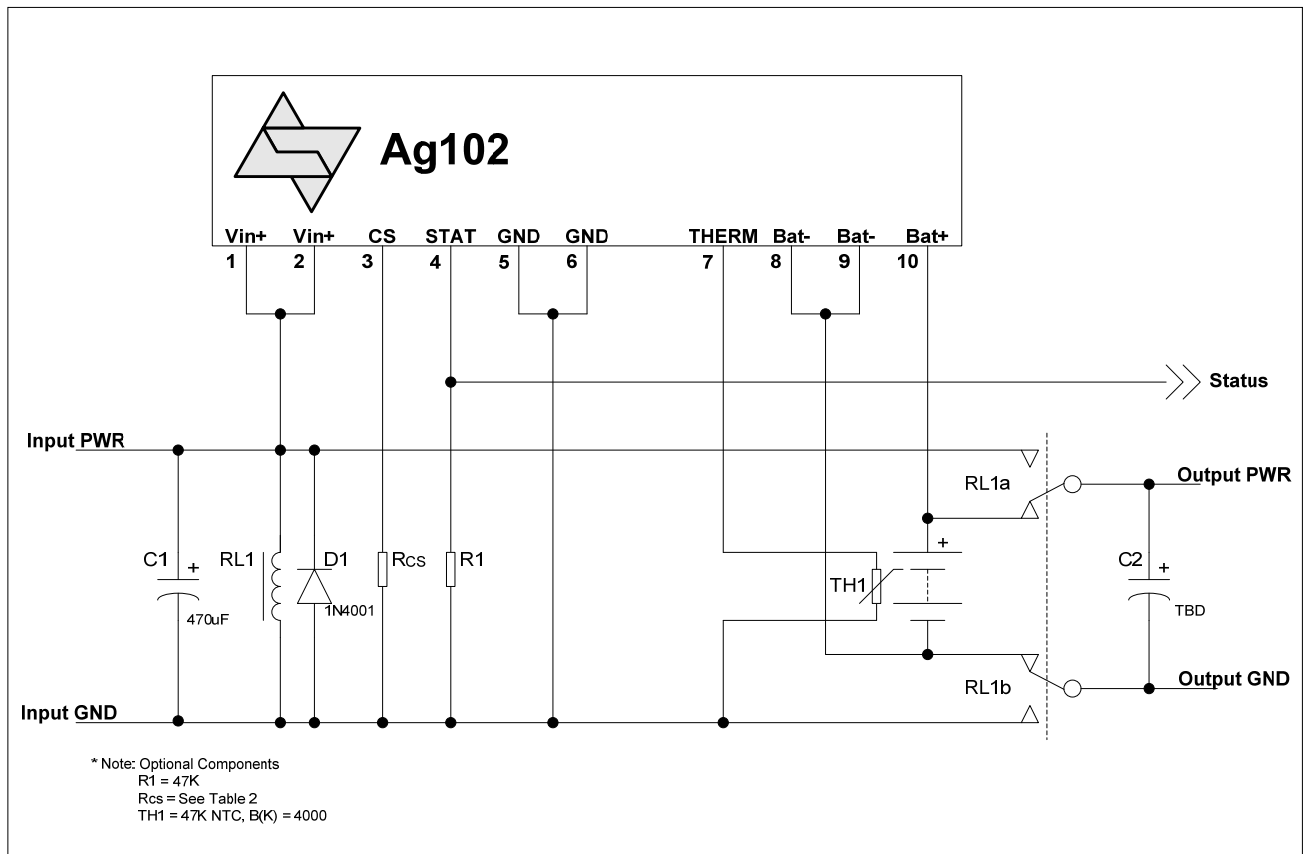 Ag102
Vin+ Vin+ CS STAT GND GND THERM Bat- Bat- Bat+
1 2 3 4 5 6 7 8 9 10
Status
Input PWR
RL1a
Output PWR
C1 + RL1 D1 RCS R1 + C2 +
TH1
470uF 1N4001 TBD
RL1b
Output GND
Input GND
* Note: Optional Components
R1 = 47K
Rcs = See Table 2
TH1 = 47K NTC, B(K) = 4000